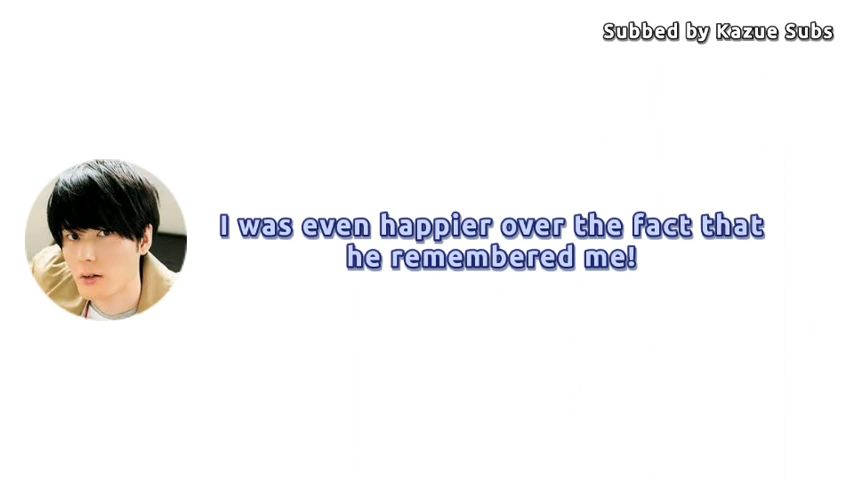 Subbed by Kazue Subs
I was even happier over the fact that
he remembered me!